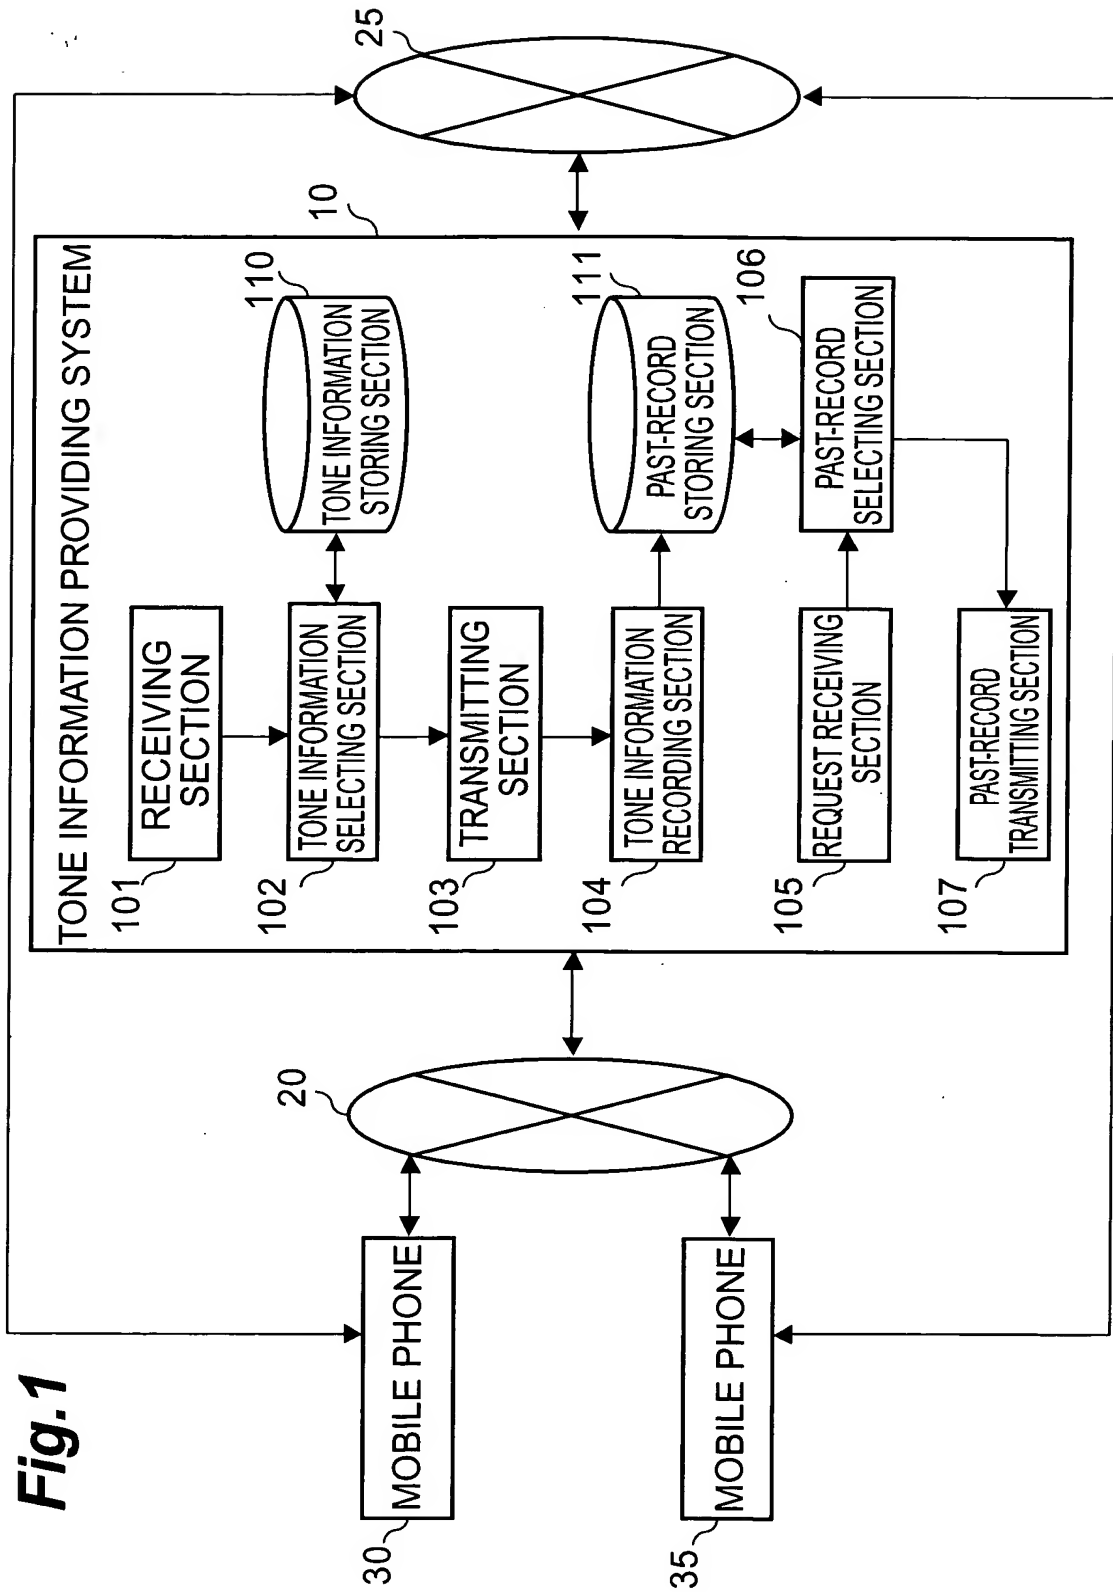 Fig.1
TONE INFORMATION PROVIDING SYSTEM
10
25
20
30
MOBILE PHONE
35
MOBILE PHONE
101
RECEIVING
SECTION
102
TONE INFORMATION
SELECTING SECTION
110
TONE INFORMATION
STORING SECTION
103
TRANSMITTING
SECTION
104
TONE INFORMATION
RECORDING SECTION
111
PAST-RECORD
STORING SECTION
105
REQUEST RECEIVING
SECTION
106
PAST-RECORD
SELECTING SECTION
107
PAST-RECORD
TRANSMITTING SECTION